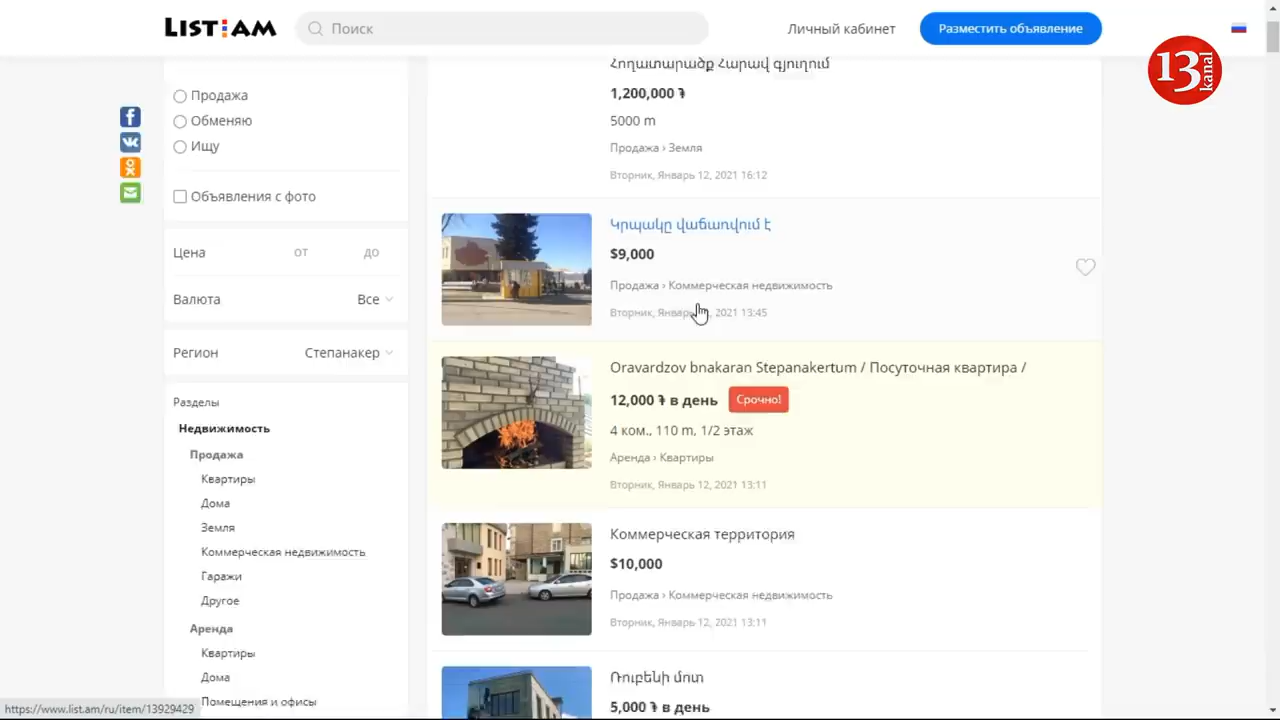 LIST.AM
Поиск
Личный кабинет
Разместить объявление
13 kanal
Продажа
Обменяю
Ищу
Объявления с фото
Цена от до
Валюта Все
Регион Степанакер
Разделы
Недвижимость
Продажа
Квартиры
Дома
Земля
Коммерческая недвижимость
Гаражи
Другое
Аренда
Квартиры
Дома
Помещения и офисы
https://www.list.am/ru/item/13929429
Հողատարածք Հարավ գյուղում
1,200,000 ֏
5000 m
Продажа › Земля
Вторник, Январь 12, 2021 16:12
Կրպակը վաճառվում է
$9,000
Продажа › Коммерческая недвижимость
Вторник, Январь 2021 13:45
Oravardzov bnakaran Stepanakertum / Посуточная квартира /
12,000 ֏ в день Срочно!
4 ком., 110 m, 1/2 этаж
Аренда › Квартиры
Вторник, Январь 12, 2021 13:11
Коммерческая территория
$10,000
Продажа › Коммерческая недвижимость
Вторник, Январь 12, 2021 13:11
Ռուբենի մոտ
5,000 ֏ в день